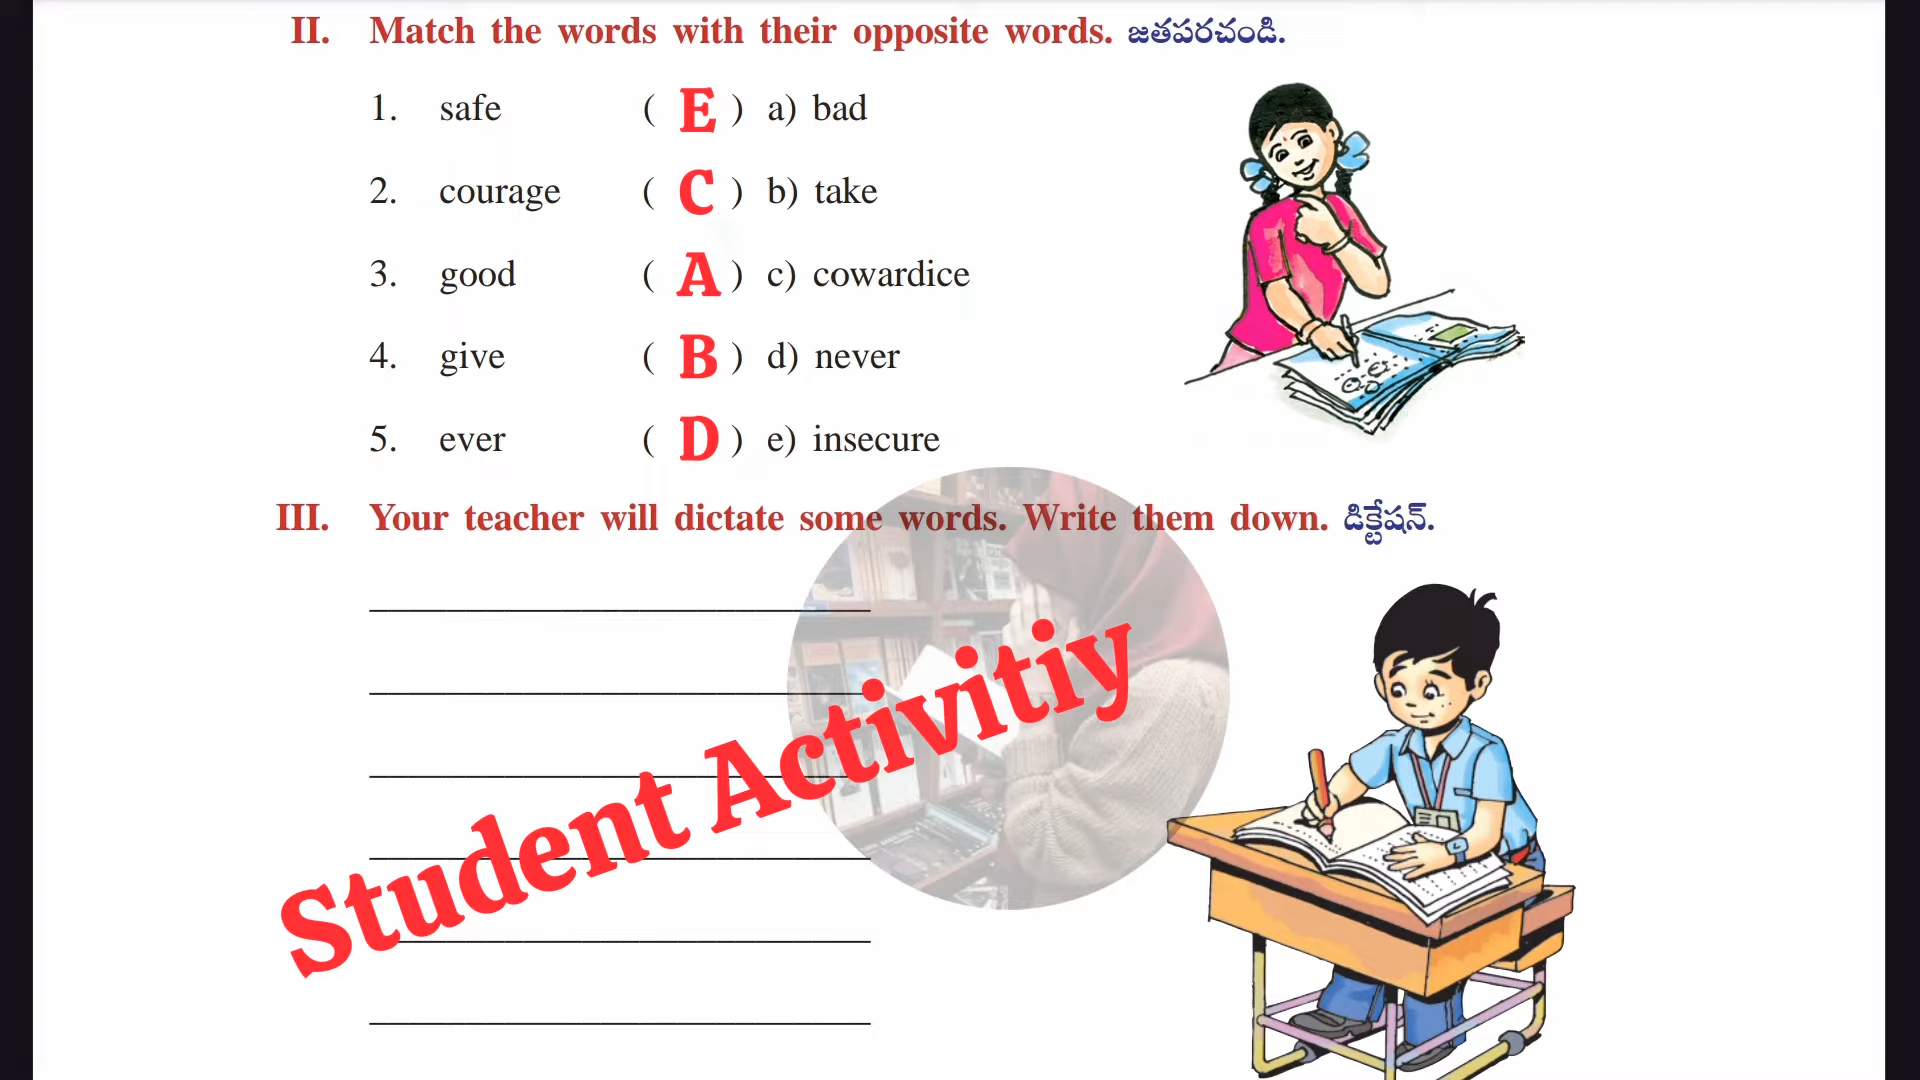 II. Match the words with their opposite words. జతపరచండి.
1. safe ( E ) a) bad
2. courage ( C ) b) take
3. good ( A ) c) cowardice
4. give ( B ) d) never
5. ever ( D ) e) insecure
III. Your teacher will dictate some words. Write them down. డిక్టేషన్.
Student Activitiy